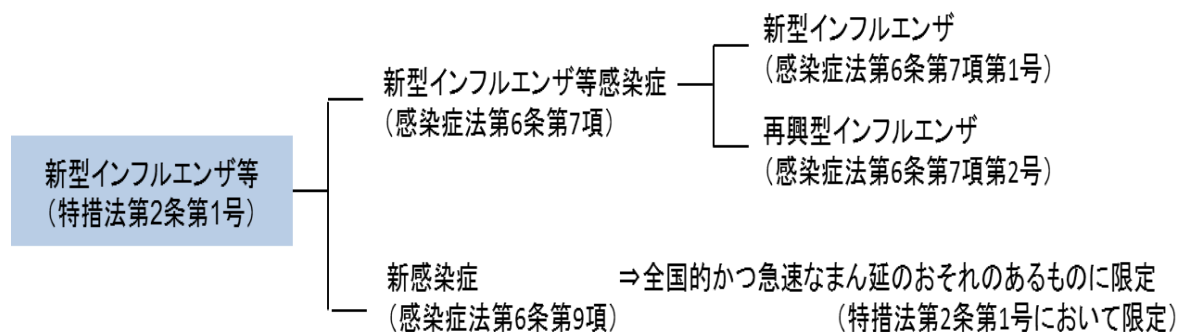 新型インフルエンザ等
（特措法第2条第1号）
新型インフルエンザ等感染症
（感染症法第6条第7項）
新型インフルエンザ
（感染症法第6条第7項第1号）
再興型インフルエンザ
（感染症法第6条第7項第2号）
新感染症　⇒全国的かつ急速なまん延のおそれのあるものに限定
（感染症法第6条第9項）　（特措法第2条第1号において限定）